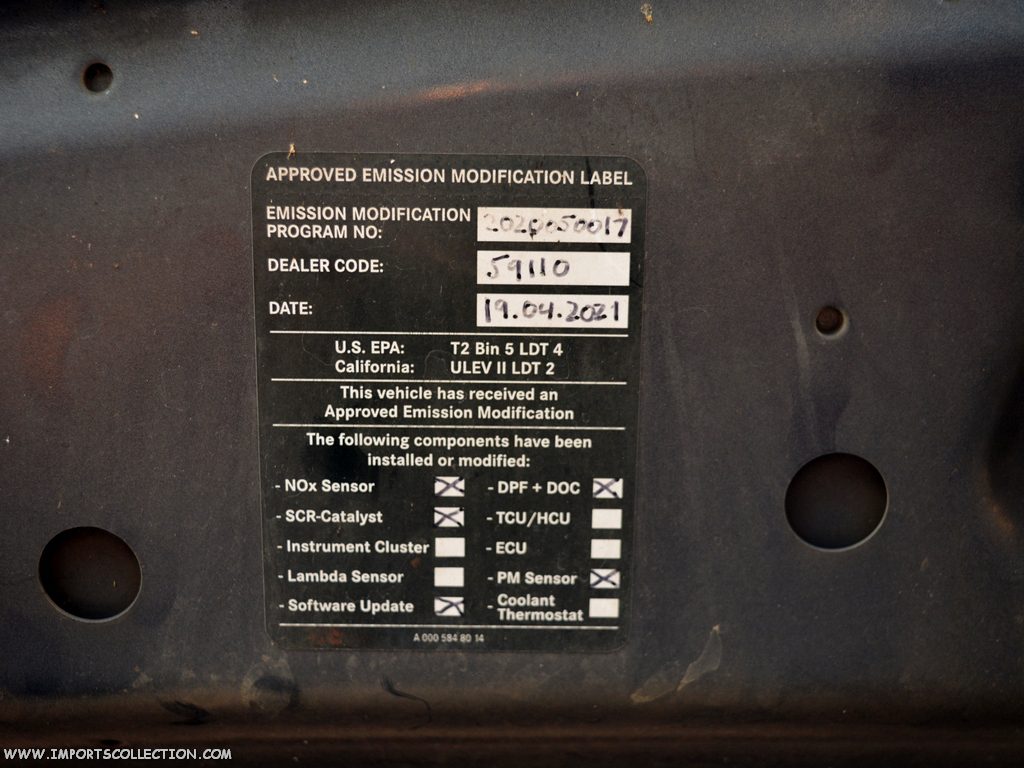 APPROVED EMISSION MODIFICATION LABEL
EMISSION MODIFICATION
PROGRAM NO: 2020050017
DEALER CODE: 59110
DATE: 19.04.2021
U.S. EPA: T2 Bin 5 LDT 4
California: ULEV II LDT 2
This vehicle has received an
Approved Emission Modification
The following components have been
installed or modified:
- NOx Sensor - DPF + DOC
- SCR-Catalyst - TCU/HCU
- Instrument Cluster - ECU
- Lambda Sensor - PM Sensor
- Software Update - Coolant
Thermostat
A 000 584 80 14
WWW.IMPORTSCOLLECTION.COM